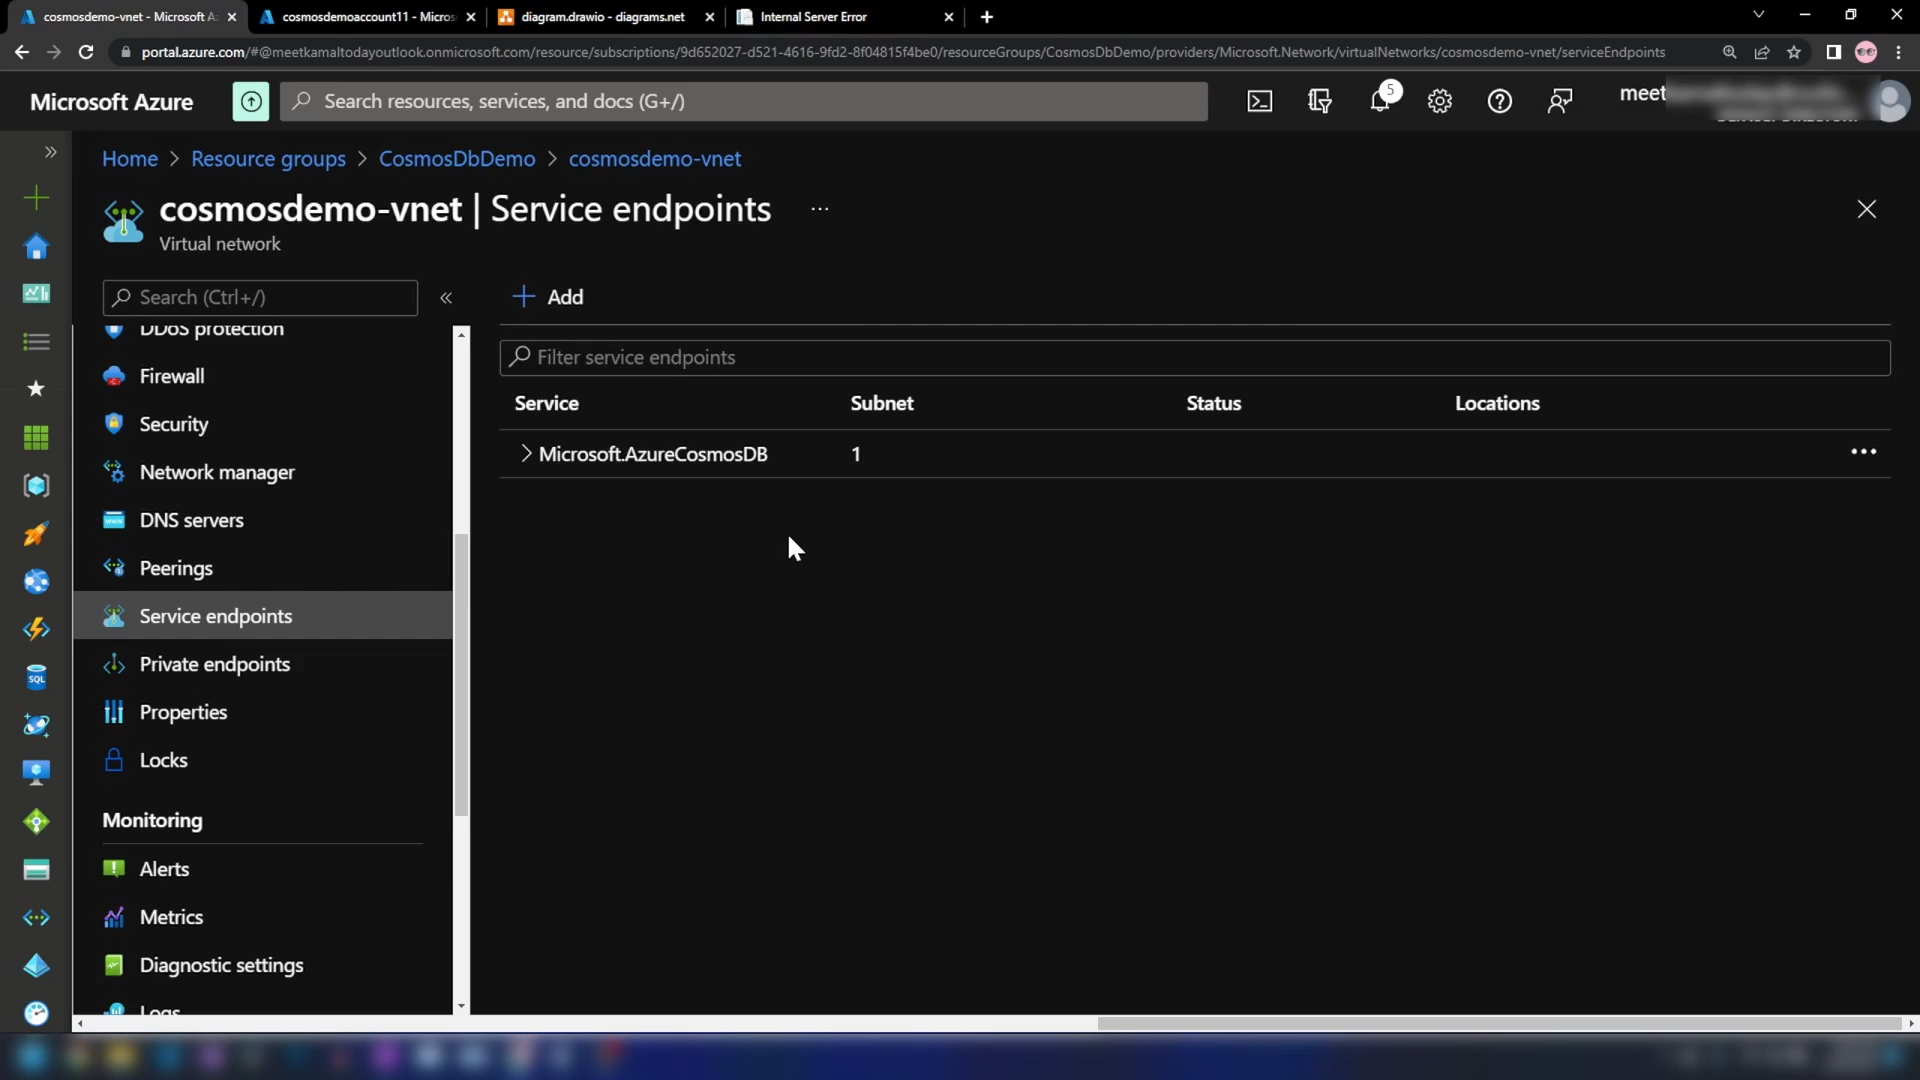 cosmosdemo-vnet - Microsoft A
cosmosdemoaccount11 - Micros
diagram.drawio - diagrams.net
Internal Server Error
portal.azure.com/#@meetkamaltodayoutlook.onmicrosoft.com/resource/subscriptions/9d652027-d521-4616-9fd2-8f04815f4be0/resourceGroups/CosmosDbDemo/providers/Microsoft.Network/virtualNetworks/cosmosdemo-vnet/serviceEndpoints
Microsoft Azure
Search resources, services, and docs (G+/)
5
meet
Home > Resource groups > CosmosDbDemo > cosmosdemo-vnet
cosmosdemo-vnet | Service endpoints ...
Virtual network
Search (Ctrl+/)
«
+ Add
DDoS protection
Firewall
Security
Network manager
DNS servers
Peerings
Service endpoints
Private endpoints
Properties
Locks
Monitoring
Alerts
Metrics
Diagnostic settings
Logs
Filter service endpoints
Service Subnet Status Locations
> Microsoft.AzureCosmosDB 1 ...
SQL